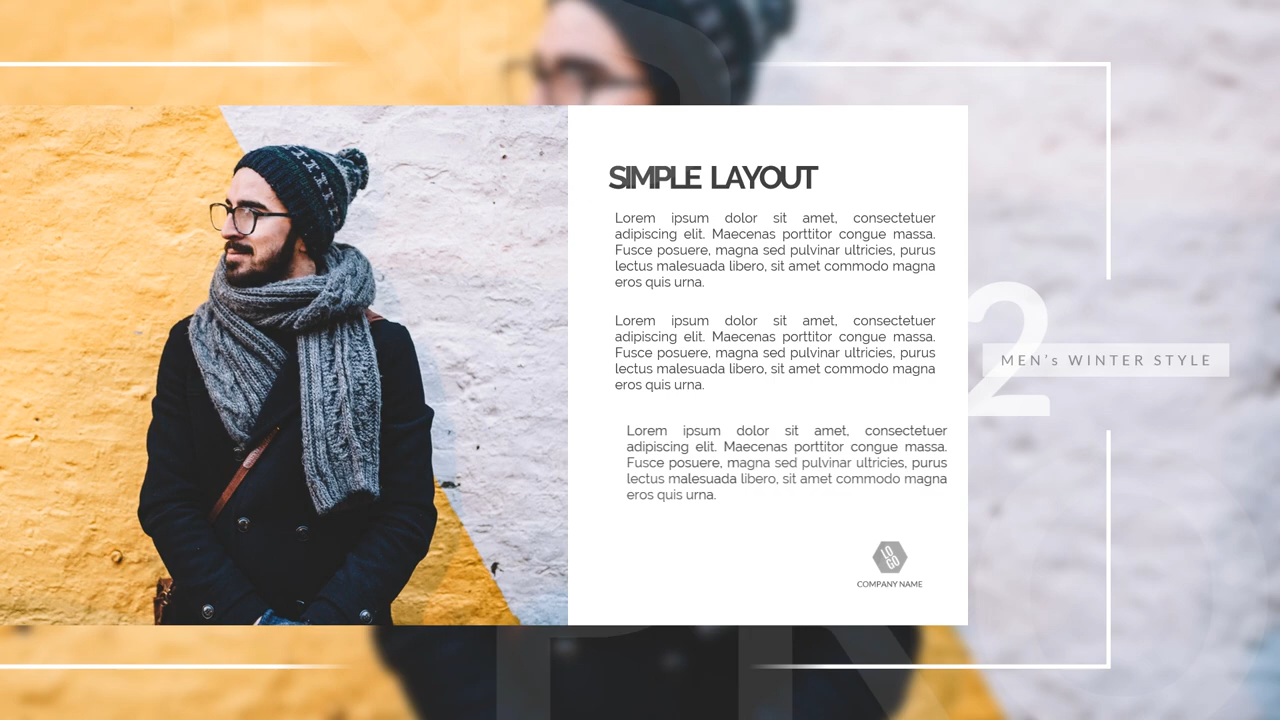 SIMPLE LAYOUT
Lorem ipsum dolor sit amet, consectetuer
adipiscing elit. Maecenas porttitor congue massa.
Fusce posuere, magna sed pulvinar ultricies, purus
lectus malesuada libero, sit amet commodo magna
eros quis urna.
Lorem ipsum dolor sit amet, consectetuer
adipiscing elit. Maecenas porttitor congue massa.
Fusce posuere, magna sed pulvinar ultricies, purus
lectus malesuada libero, sit amet commodo magna
eros quis urna.
Lorem ipsum dolor sit amet, consectetuer
adipiscing elit. Maecenas porttitor congue massa.
Fusce posuere, magna sed pulvinar ultricies, purus
lectus malesuada libero, sit amet commodo magna
eros quis urna.
LO
GO
COMPANY NAME
2
MEN's WINTER STYLE